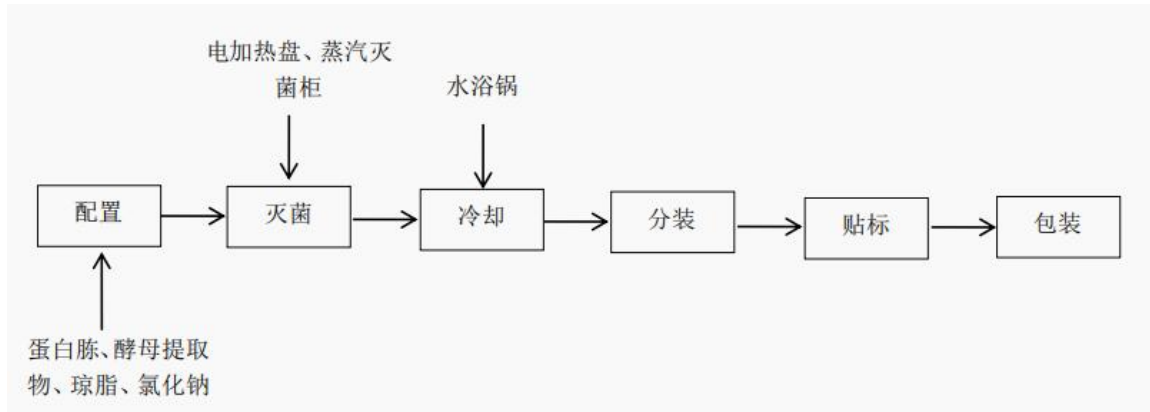 电加热盘、蒸汽灭
菌柜
水浴锅
配置
灭菌
冷却
分装
贴标
包装
蛋白胨、酵母提取
物、琼脂、氯化钠